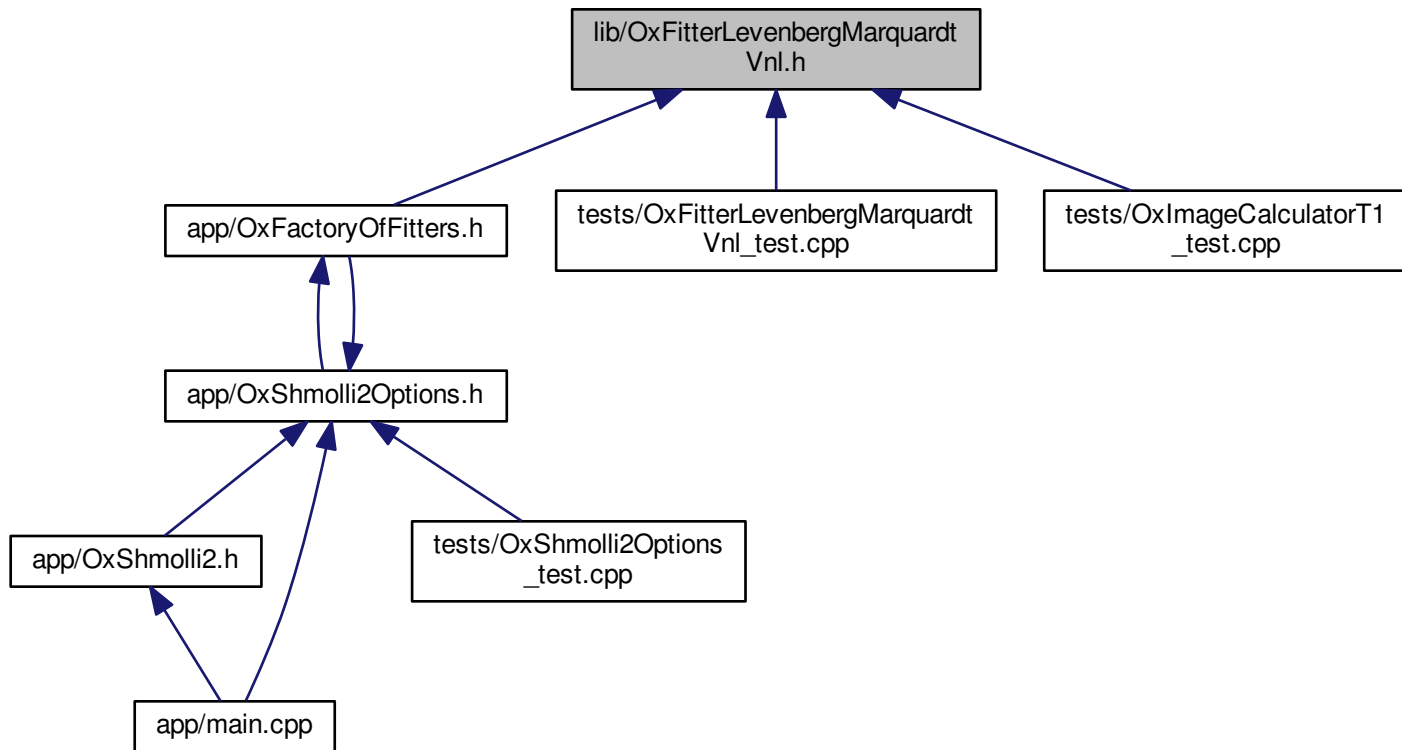 lib/OxFitterLevenbergMarquardt
Vnl.h
app/OxFactoryOfFitters.h
tests/OxFitterLevenbergMarquardt
Vnl_test.cpp
tests/OxImageCalculatorT1
_test.cpp
app/OxShmolli2Options.h
app/OxShmolli2.h
tests/OxShmolli2Options
_test.cpp
app/main.cpp